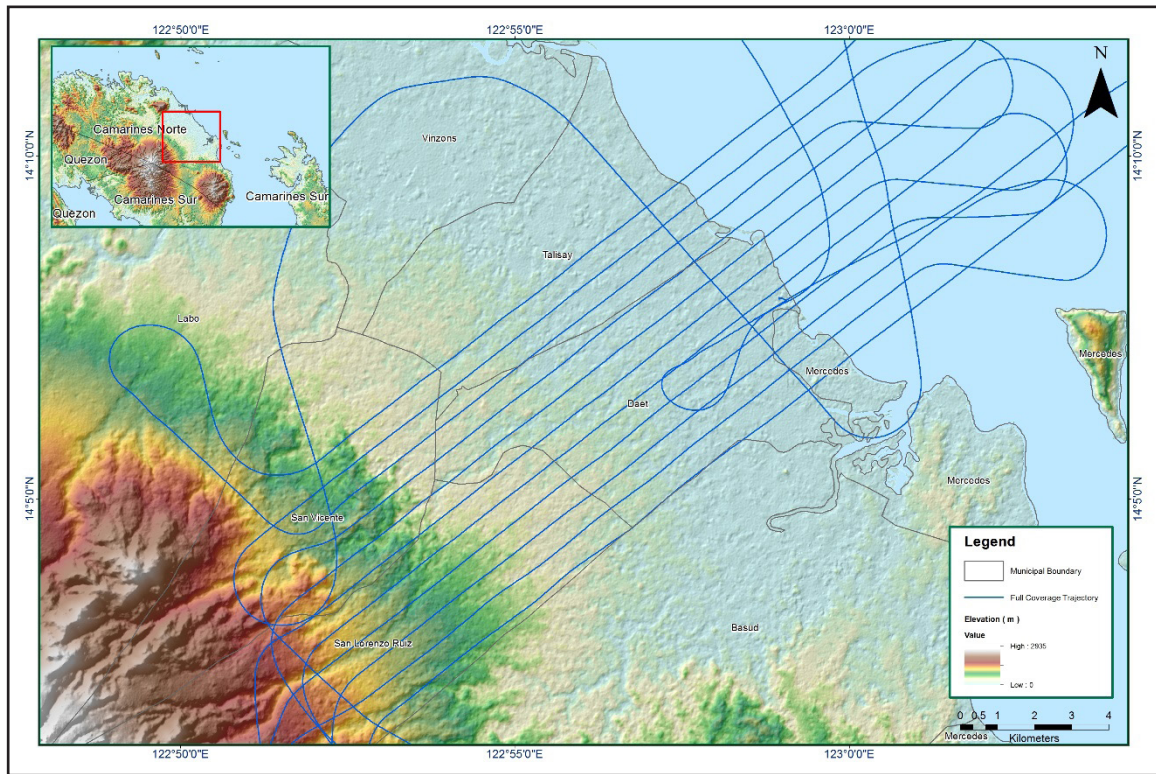 122°50'0"E
122°55'0"E
123°0'0"E
N
Camarines Norte
Quezon
Camarines Sur
Camarines Sur
Quezon
14°10'0"N
14°10'0"N
Vinzons
Talisay
Labo
Mercedes
Mercedes
Daet
Mercedes
14°5'0"N
14°5'0"N
San Vicente
Basud
San Lorenzo Ruiz
Legend
Municipal Boundary
Full Coverage Trajectory
Elevation ( m )
Value
High : 2935
Low : 0
0 0.5 1 2 3 4
Kilometers
Mercedes
122°50'0"E
122°55'0"E
123°0'0"E